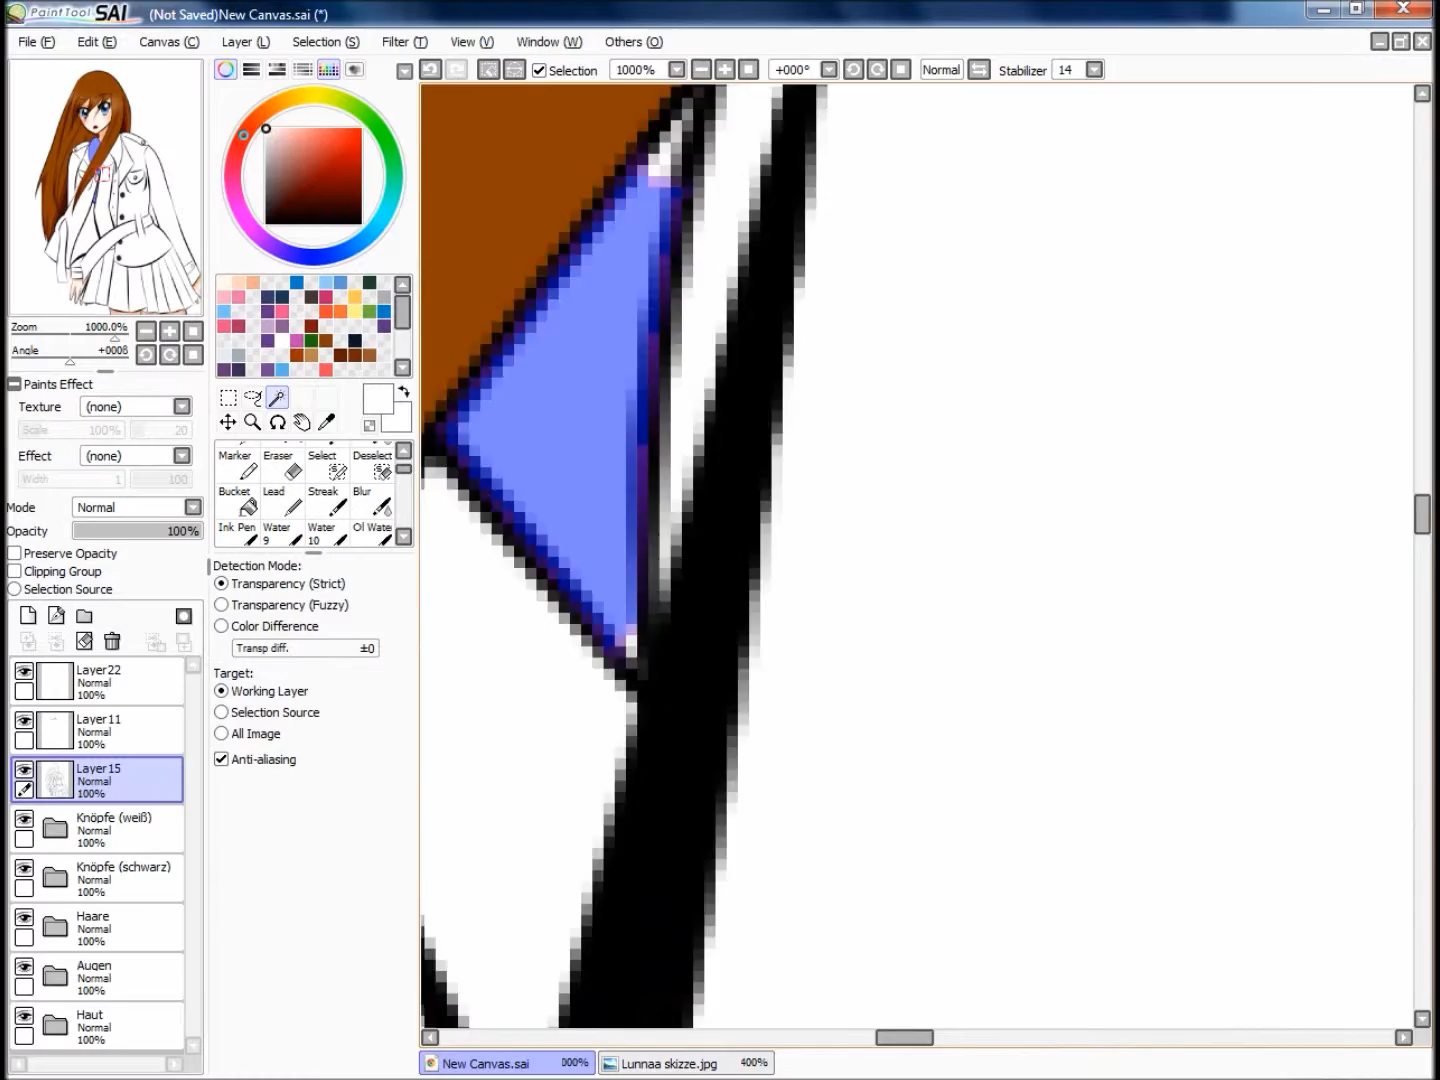 PaintTool SAI (Not Saved)New Canvas.sai (*)
File (F) Edit (E) Canvas (C) Layer (L) Selection (S) Filter (T) View (V) Window (W) Others (O)
Selection 1000% +000° Normal Stabilizer 14
Zoom 1000.0%
Angle +000ß
Paints Effect
Texture (none)
Scale 100% 20
Effect (none)
Width 1 100
Mode Normal
Opacity 100%
Preserve Opacity
Clipping Group
Selection Source
Layer22
Normal
100%
Layer11
Normal
100%
Layer15
Normal
100%
Knöpfe (weiß)
Normal
100%
Knöpfe (schwarz)
Normal
100%
Haare
Normal
100%
Augen
Normal
100%
Haut
Normal
100%
Marker Eraser Select Deselect
Bucket Lead Streak Blur
Ink Pen Water 9 Water 10 Oil Wate
Detection Mode:
Transparency (Strict)
Transparency (Fuzzy)
Color Difference
Transp diff. ±0
Target:
Working Layer
Selection Source
All Image
Anti-aliasing
New Canvas.sai 000% Lunnaa skizze.jpg 400%